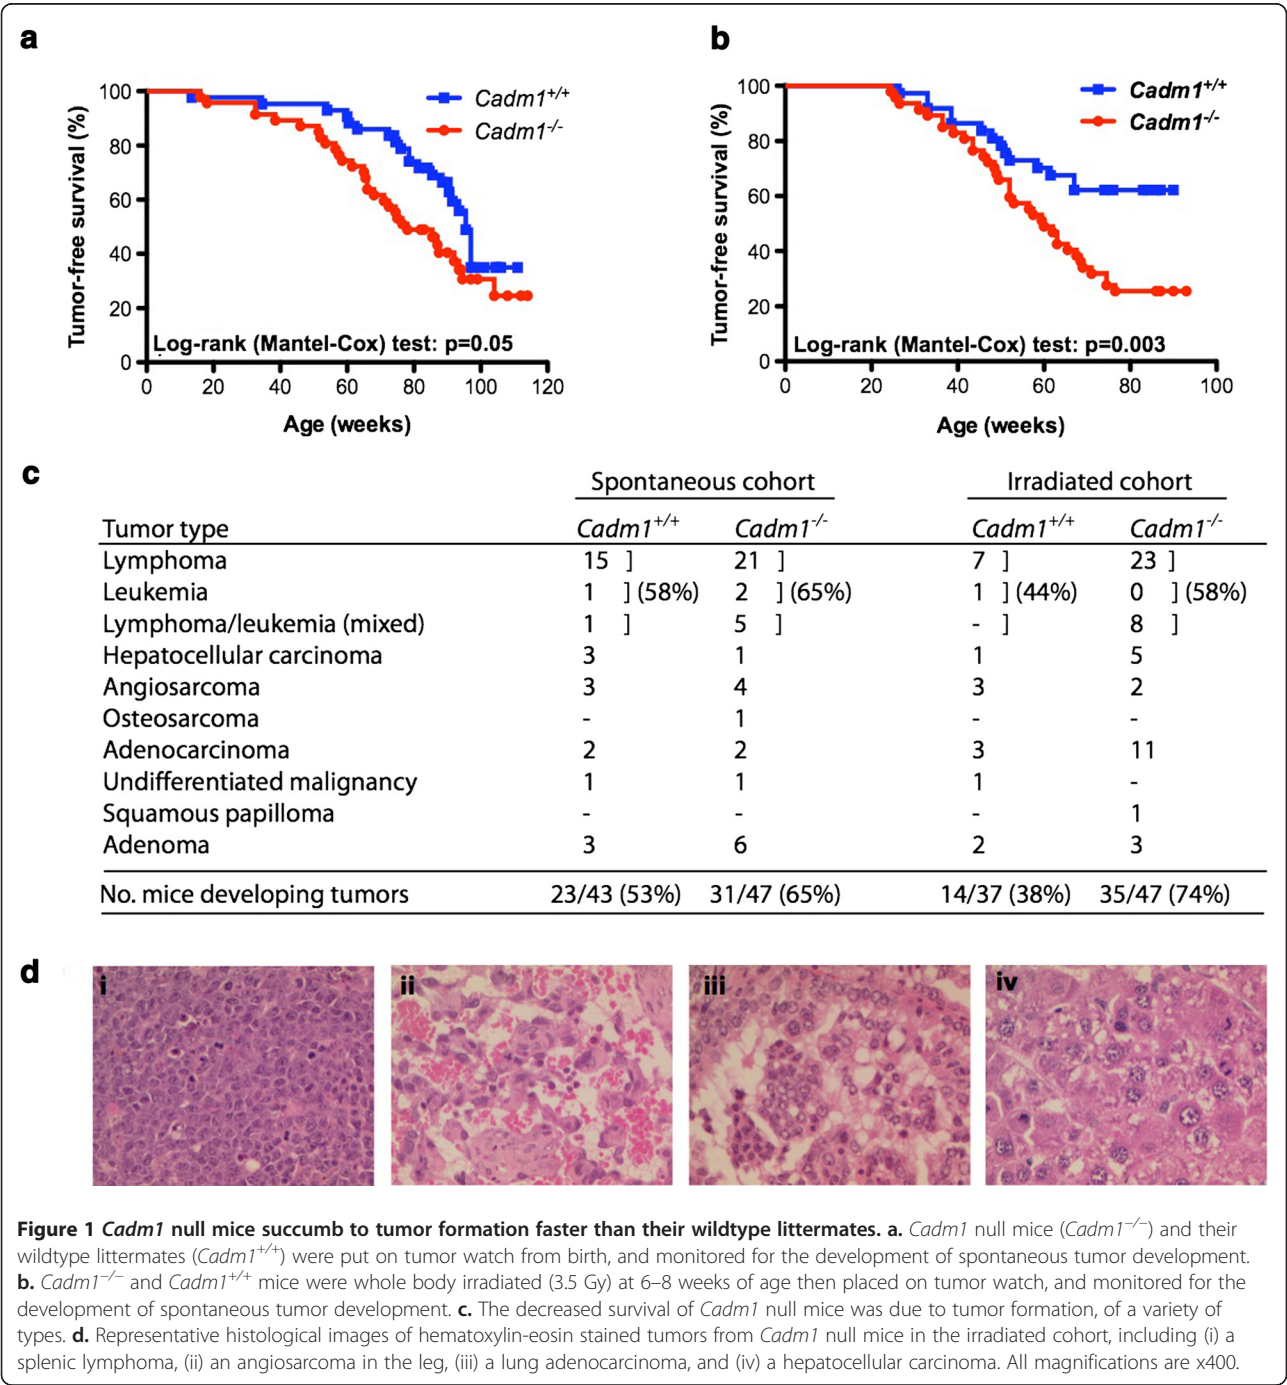 a
b
100
80
60
40
20
0
Tumor-free survival (%)
Cadm1+/+
Cadm1-/-
Log-rank (Mantel-Cox) test: p=0.05
0 20 40 60 80 100 120
Age (weeks)
100
80
60
40
20
0
Tumor-free survival (%)
Cadm1+/+
Cadm1-/-
Log-rank (Mantel-Cox) test: p=0.003
0 20 40 60 80 100
Age (weeks)
c
Spontaneous cohort Irradiated cohort
Tumor type Cadm1+/+ Cadm1-/- Cadm1+/+ Cadm1-/-
Lymphoma 15 ] 21 ] 7 ] 23 ]
Leukemia 1 ] (58%) 2 ] (65%) 1 ] (44%) 0 ] (58%)
Lymphoma/leukemia (mixed) 1 ] 5 ] - ] 8 ]
Hepatocellular carcinoma 3 1 1 5
Angiosarcoma 3 4 3 2
Osteosarcoma - 1 - -
Adenocarcinoma 2 2 3 11
Undifferentiated malignancy 1 1 1 -
Squamous papilloma - - - 1
Adenoma 3 6 2 3
No. mice developing tumors 23/43 (53%) 31/47 (65%) 14/37 (38%) 35/47 (74%)
d
i ii iii iv
Figure 1 Cadm1 null mice succumb to tumor formation faster than their wildtype littermates. a. Cadm1 null mice (Cadm1−/−) and their
wildtype littermates (Cadm1+/+) were put on tumor watch from birth, and monitored for the development of spontaneous tumor development.
b. Cadm1−/− and Cadm1+/+ mice were whole body irradiated (3.5 Gy) at 6–8 weeks of age then placed on tumor watch, and monitored for the
development of spontaneous tumor development. c. The decreased survival of Cadm1 null mice was due to tumor formation, of a variety of
types. d. Representative histological images of hematoxylin-eosin stained tumors from Cadm1 null mice in the irradiated cohort, including (i) a
splenic lymphoma, (ii) an angiosarcoma in the leg, (iii) a lung adenocarcinoma, and (iv) a hepatocellular carcinoma. All magnifications are x400.